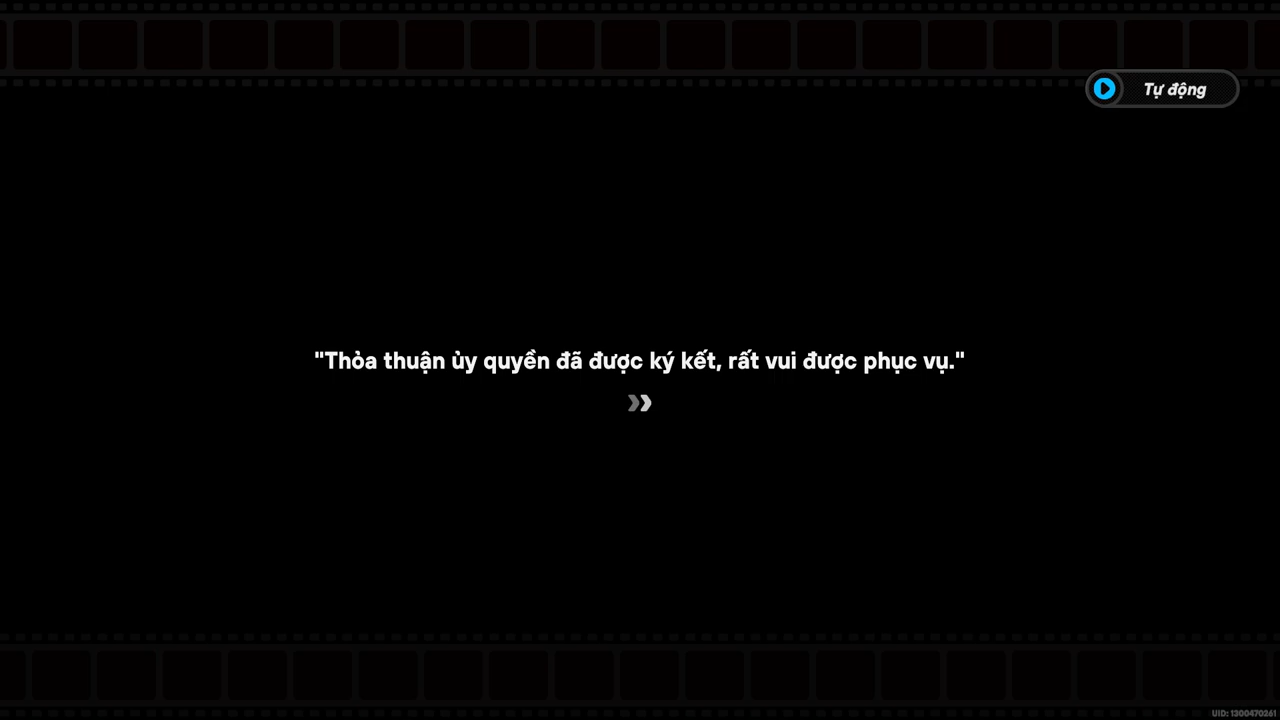 Tự động
"Thỏa thuận ủy quyền đã được ký kết, rất vui được phục vụ."
UID: 1300470261